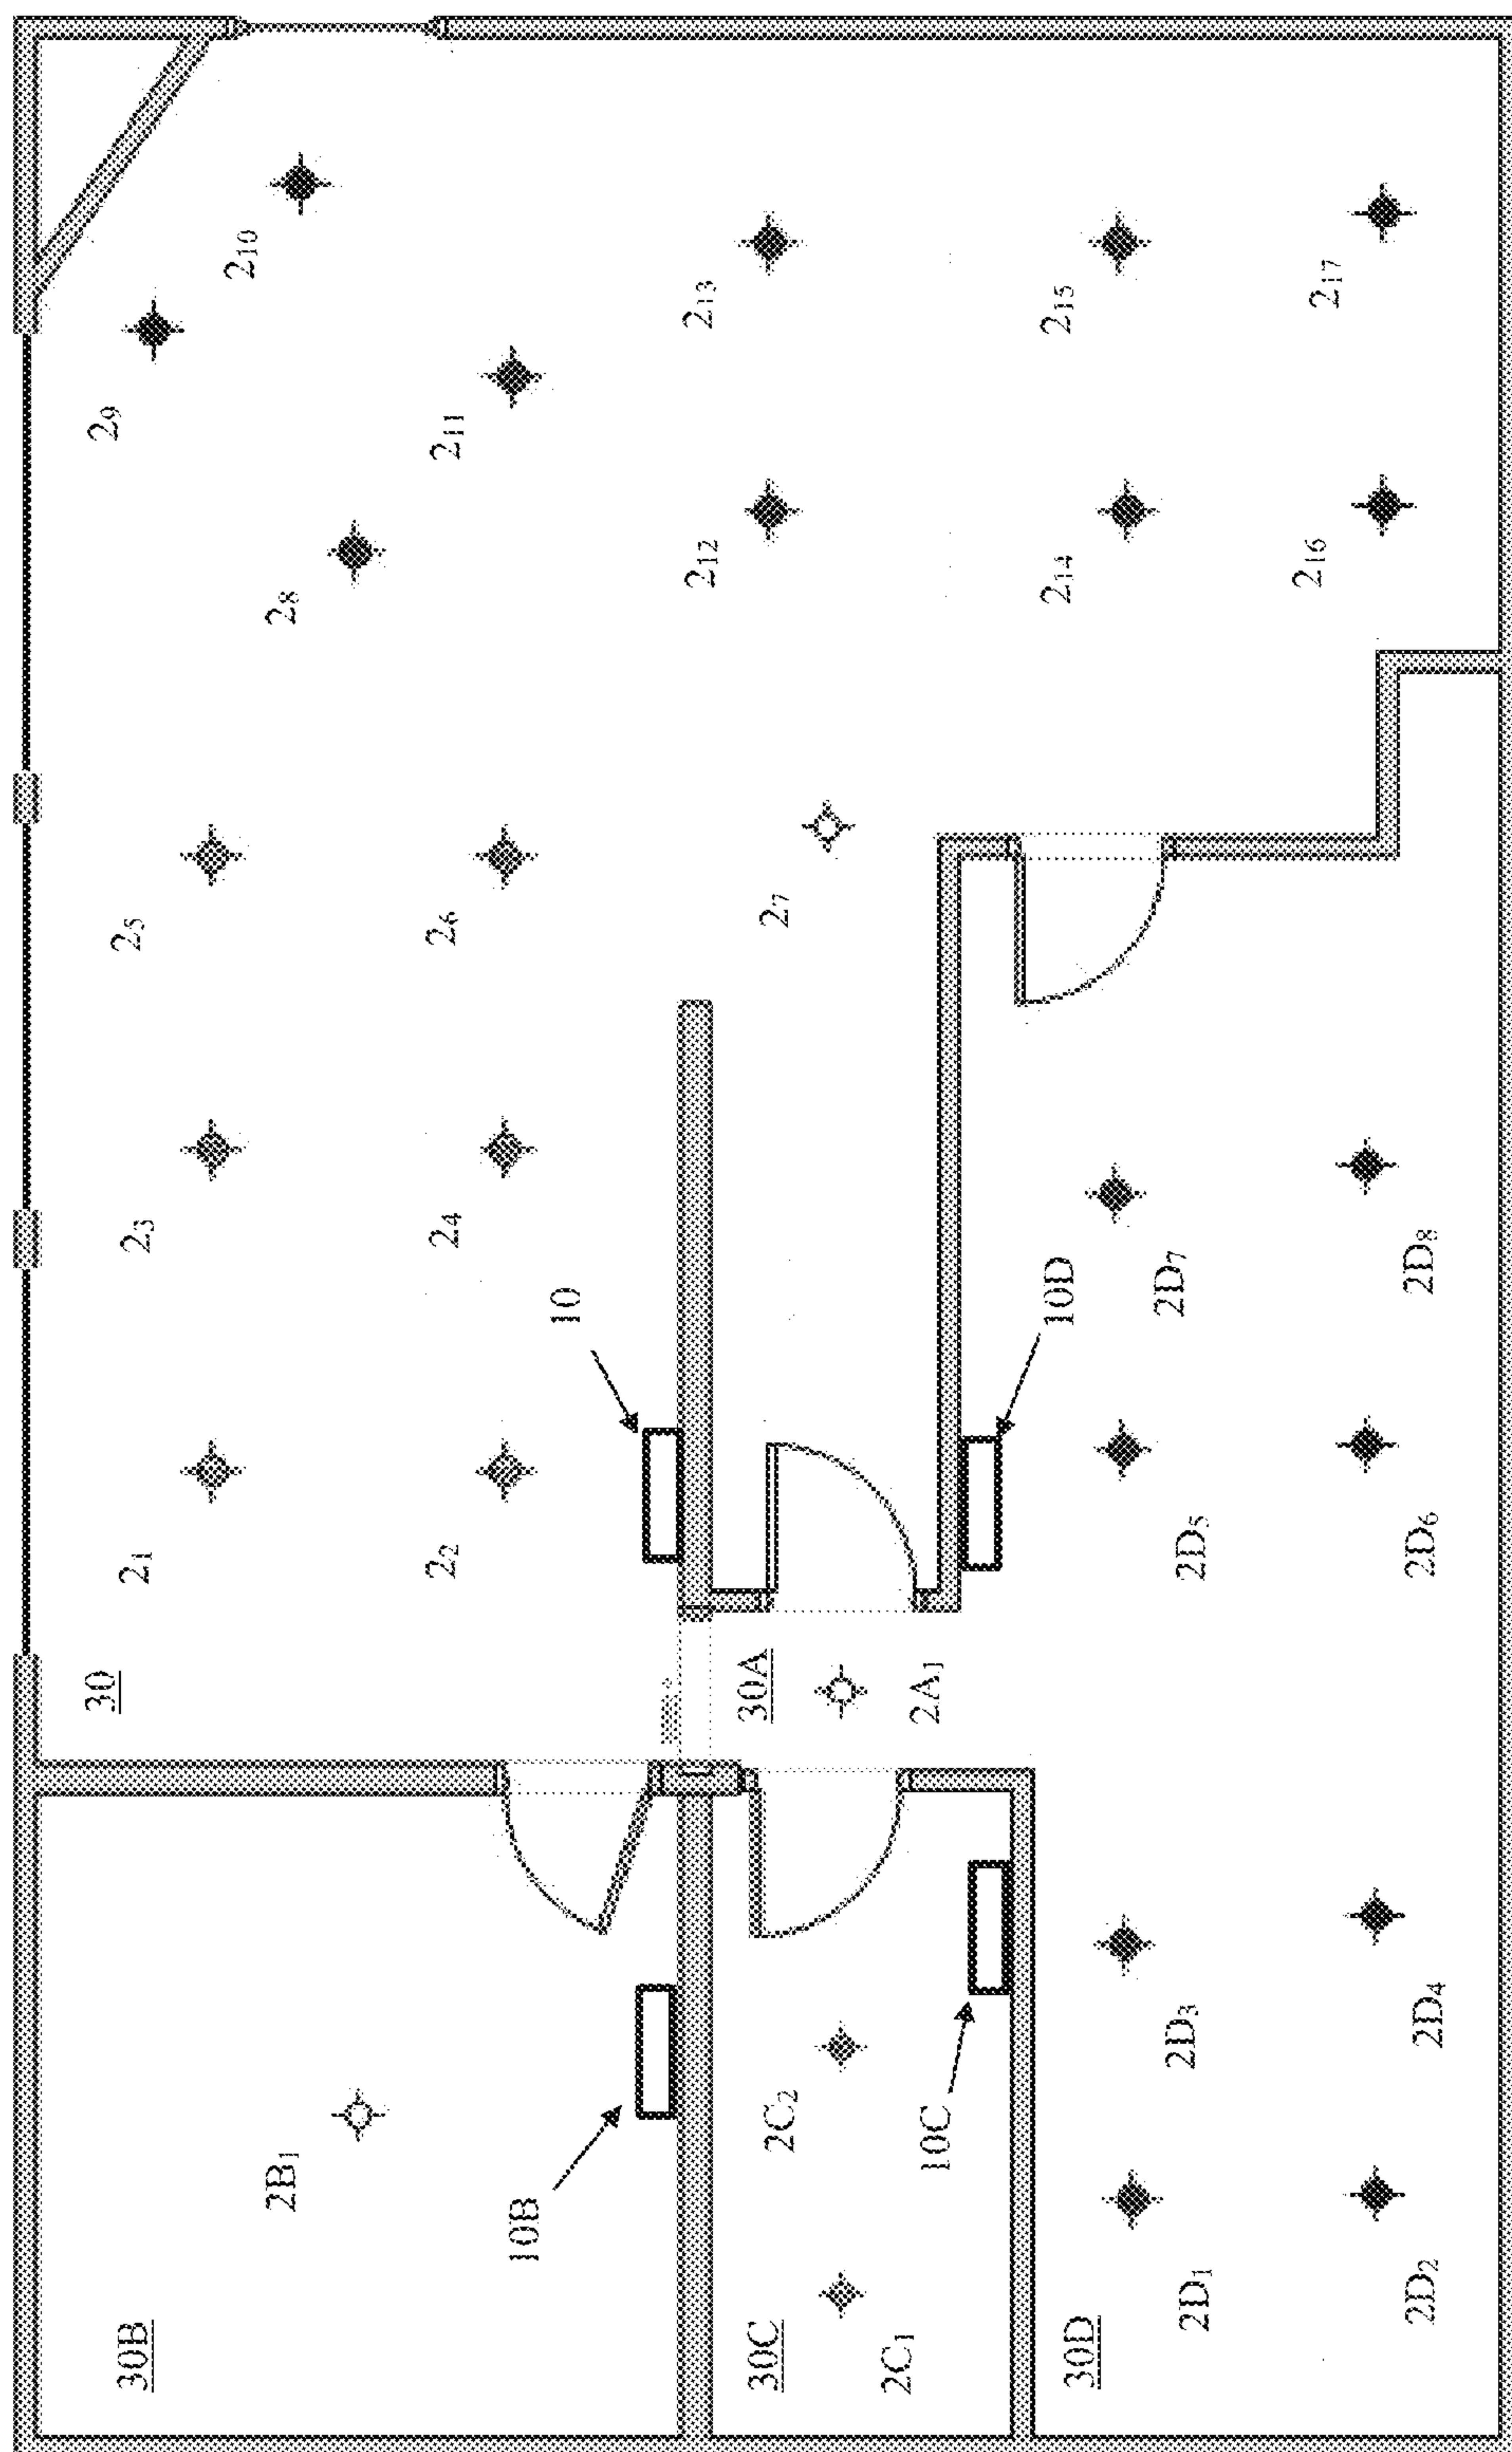 30B
2B₁
10B
30
2₁
2₂
2₃
2₄
2₅
2₆
2₇
2₈
2₉
2₁₀
2₁₁
2₁₂
2₁₃
2₁₄
2₁₅
2₁₆
2₁₇
10
30A
2A₁
30C
2C₁
2C₂
10C
30D
2D₁
2D₂
2D₃
2D₄
2D₅
2D₆
2D₇
2D₈
10D